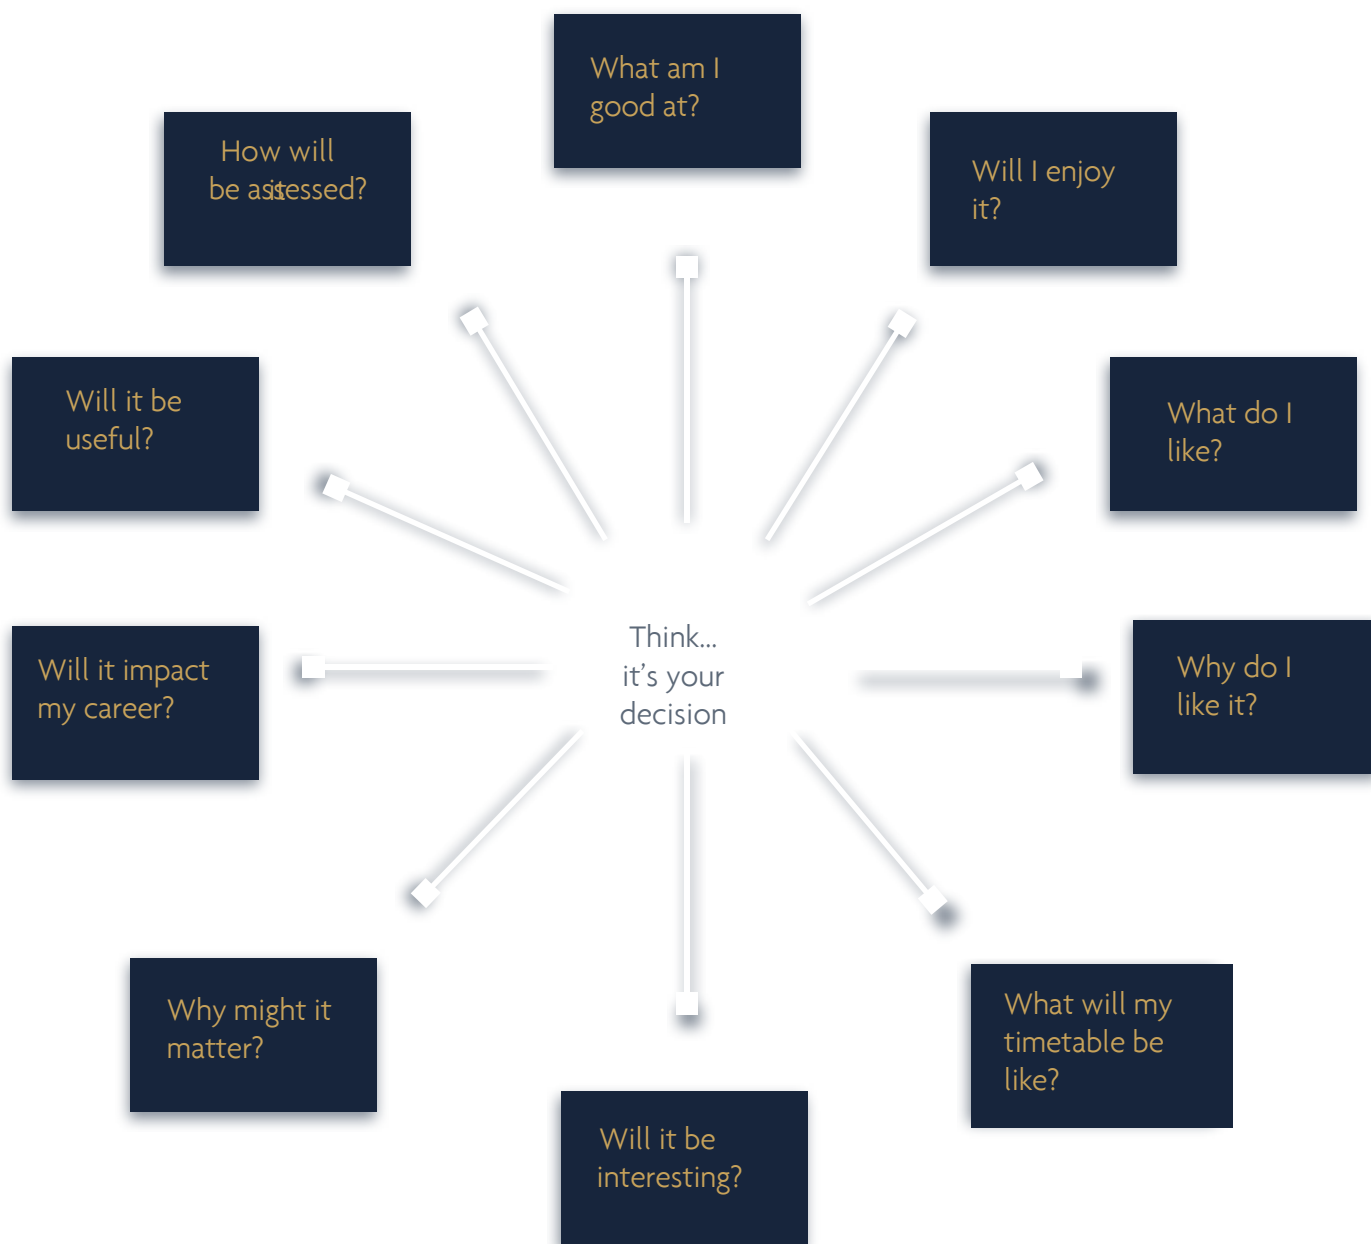 What am I
good at?
How will
it
be assessed?
Will I enjoy
it?
Will it be
useful?
What do I
like?
Think...
it's your
decision
Will it impact
my career?
Why do I
like it?
Why might it
matter?
What will my
timetable be
like?
Will it be
interesting?